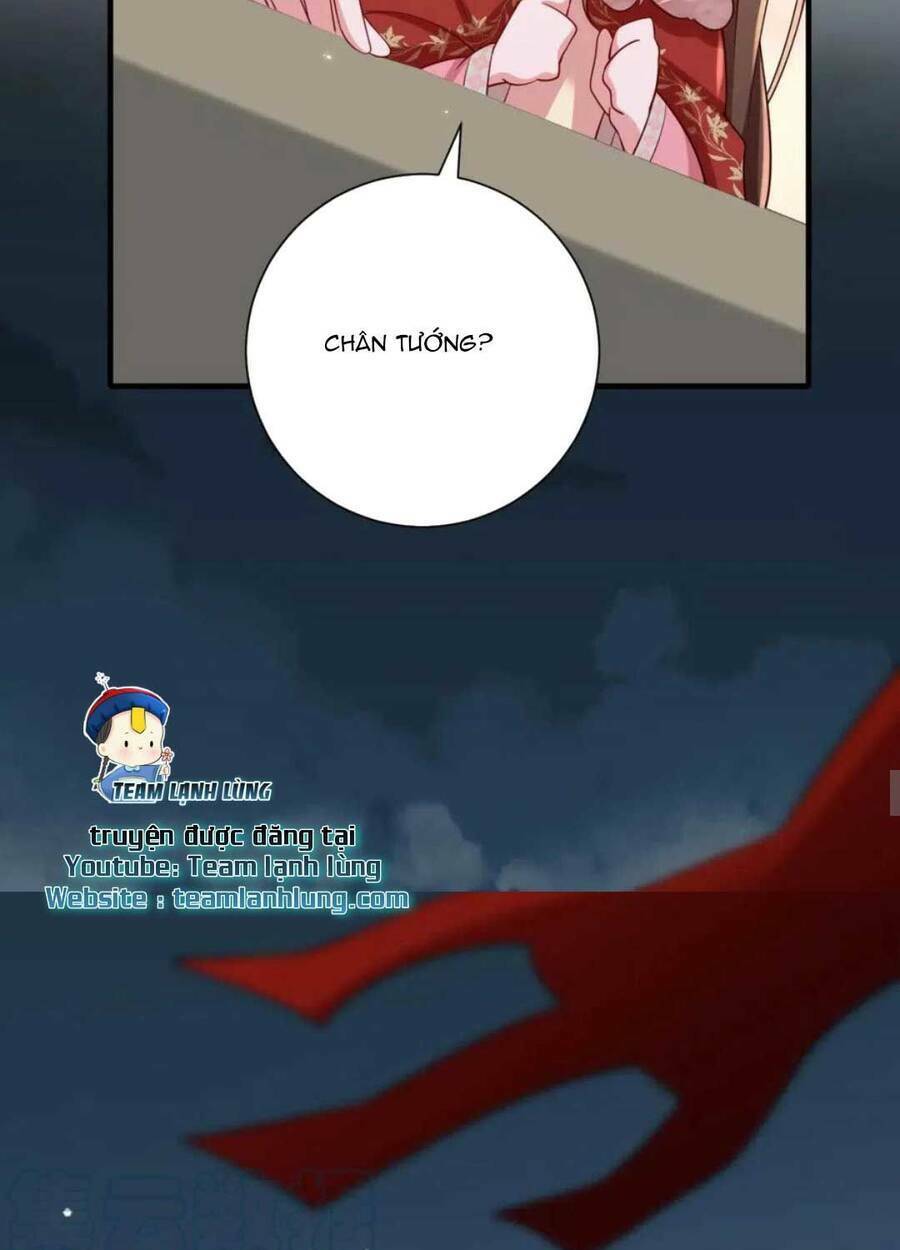 CHÂN TƯỚNG?
TEAM LẠNH LÙNG
truyện được đăng tại
Youtube: Team lạnh lùng
Website : teamlanhlung.com